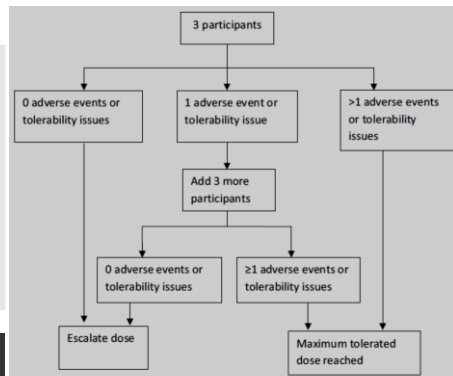 3 participants
0 adverse events or
tolerability issues
1 adverse event or
tolerability issue
>1 adverse events
or tolerability
issues
Add 3 more
participants
0 adverse events or
tolerability issues
≥1 adverse events or
tolerability issues
Escalate dose
Maximum tolerated
dose reached